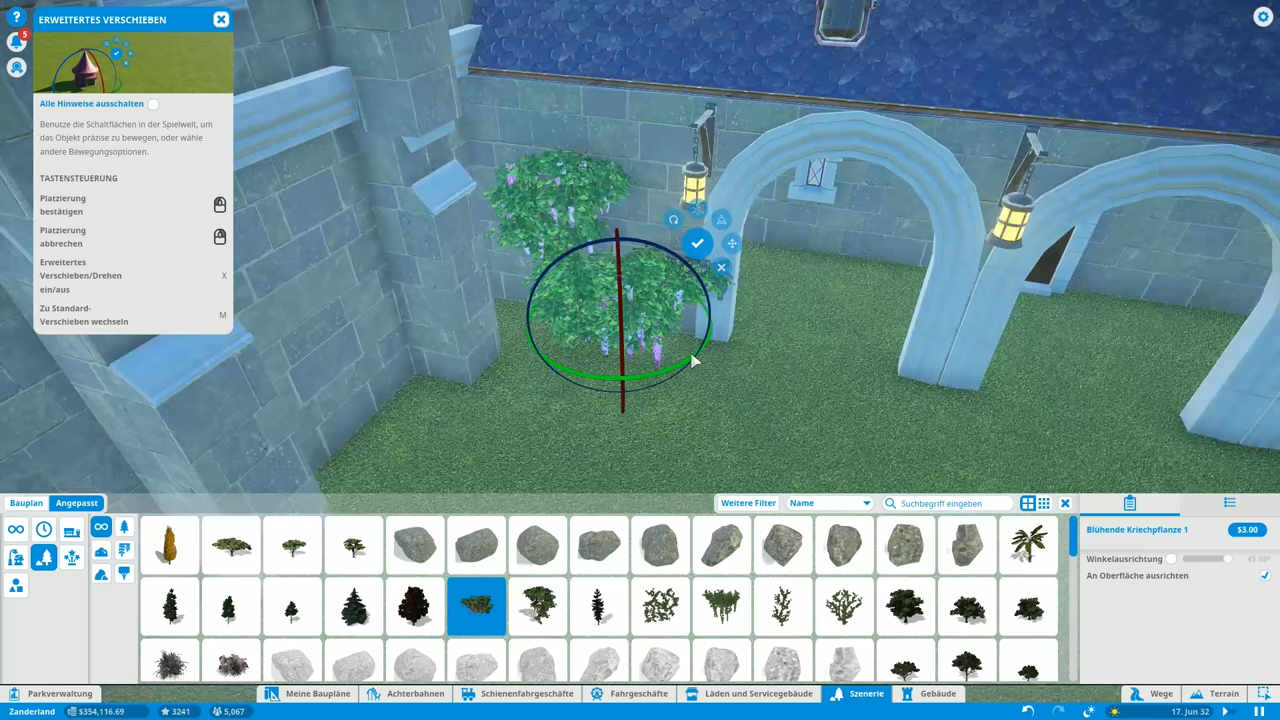 ?
5
ERWEITERTES VERSCHIEBEN
Alle Hinweise ausschalten
Benutze die Schaltflächen in der Spielwelt, um
das Objekt präzise zu bewegen, oder wähle
andere Bewegungsoptionen.
TASTENSTEUERUNG
Platzierung
bestätigen
Platzierung
abbrechen
Erweitertes
Verschieben/Drehen
ein/aus
X
Zu Standard-
Verschieben wechseln
M
Bauplan
Angepasst
Weitere Filter
Name
Suchbegriff eingeben
Blühende Kriechpflanze 1
$3.00
Winkelausrichtung
45.00°
An Oberfläche ausrichten
Parkverwaltung
Meine Baupläne
Achterbahnen
Schienenfahrgeschäfte
Fahrgeschäfte
Läden und Servicegebäude
Szenerie
Gebäude
Wege
Terrain
Zanderland
$354,116.69
3241
5,067
17. Jun 32